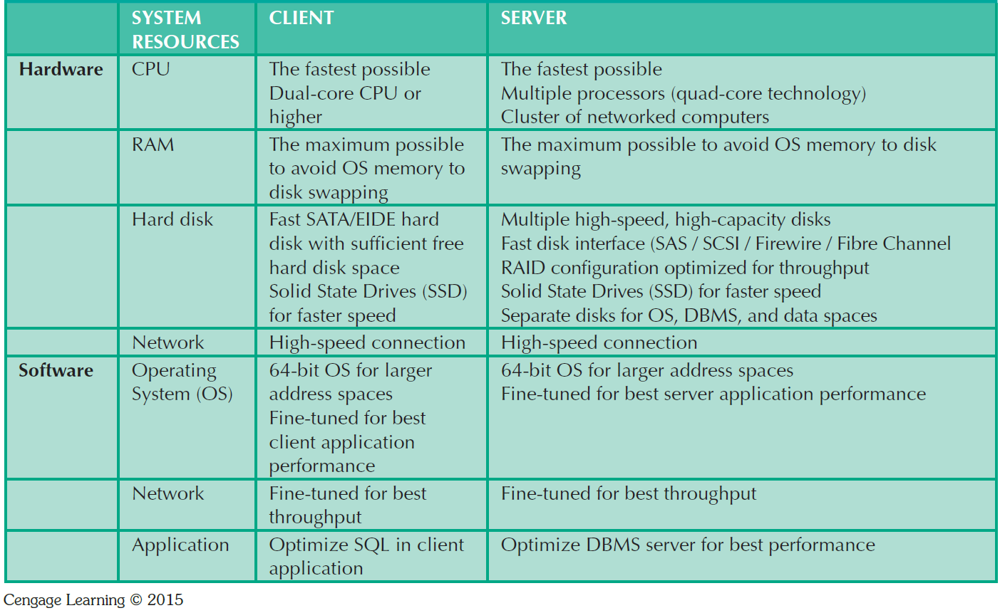 SYSTEM RESOURCES CLIENT SERVER
Hardware CPU The fastest possible The fastest possible
Dual-core CPU or Multiple processors (quad-core technology)
higher Cluster of networked computers
RAM The maximum possible The maximum possible to avoid OS memory to disk
to avoid OS memory to swapping
disk swapping
Hard disk Fast SATA/EIDE hard Multiple high-speed, high-capacity disks
disk with sufficient free Fast disk interface (SAS / SCSI / Firewire / Fibre Channel
hard disk space RAID configuration optimized for throughput
Solid State Drives (SSD) Solid State Drives (SSD) for faster speed
for faster speed Separate disks for OS, DBMS, and data spaces
Network High-speed connection High-speed connection
Software Operating 64-bit OS for larger 64-bit OS for larger address spaces
System (OS) address spaces Fine-tuned for best server application performance
Fine-tuned for best
client application
performance
Network Fine-tuned for best Fine-tuned for best throughput
throughput
Application Optimize SQL in client Optimize DBMS server for best performance
application
Cengage Learning © 2015